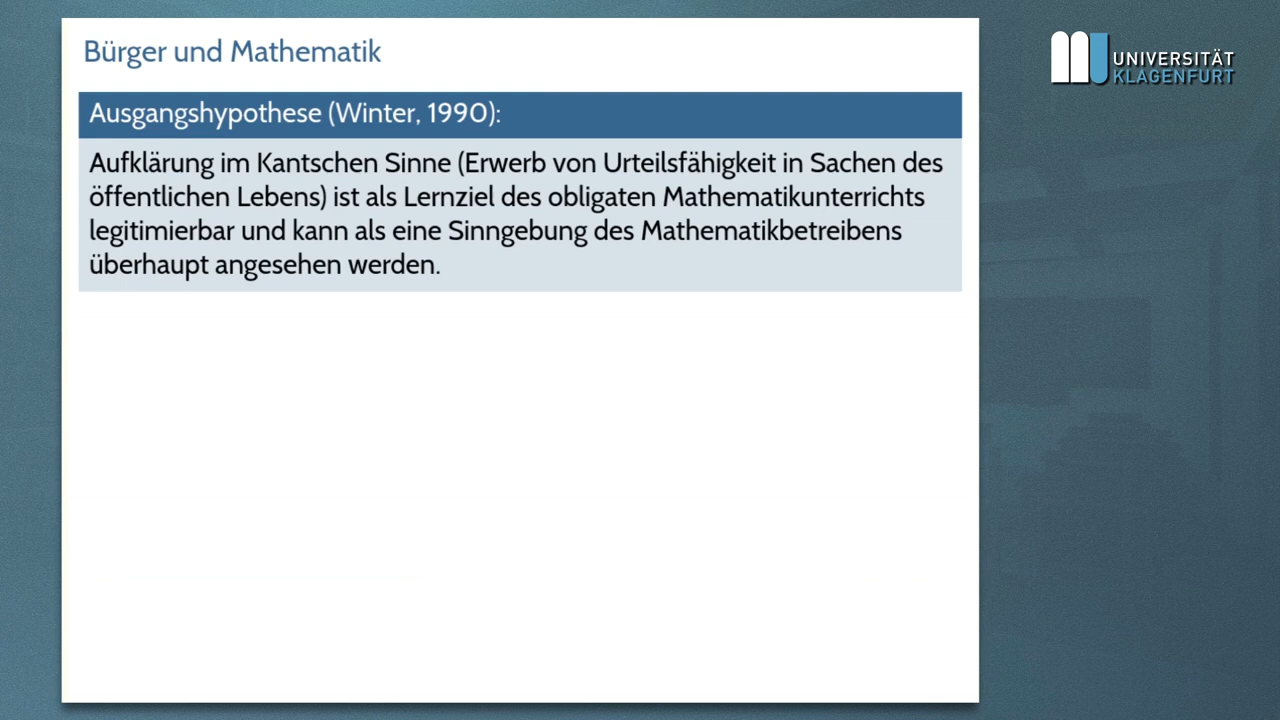 Bürger und Mathematik
UNIVERSITÄT
KLAGENFURT
Ausgangshypothese (Winter, 1990):
Aufklärung im Kantschen Sinne (Erwerb von Urteilsfähigkeit in Sachen des
öffentlichen Lebens) ist als Lernziel des obligaten Mathematikunterrichts
legitimierbar und kann als eine Sinngebung des Mathematikbetreibens
überhaupt angesehen werden.